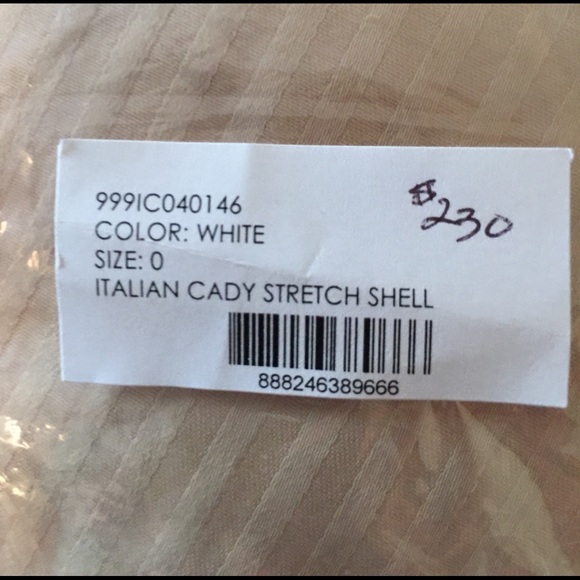 999IC040146
COLOR: WHITE
SIZE: 0
ITALIAN CADY STRETCH SHELL
888246389666
$230